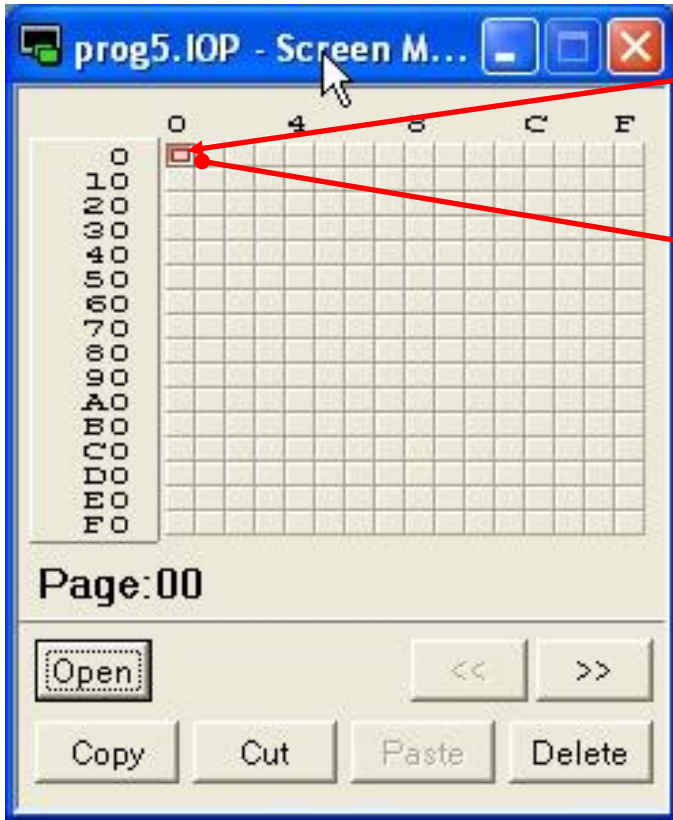 prog5.IOP - Screen M...
0 4 8 C F
0
10
20
30
40
50
60
70
80
90
A0
B0
C0
D0
E0
F0
Page:00
Open << >>
Copy Cut Paste Delete